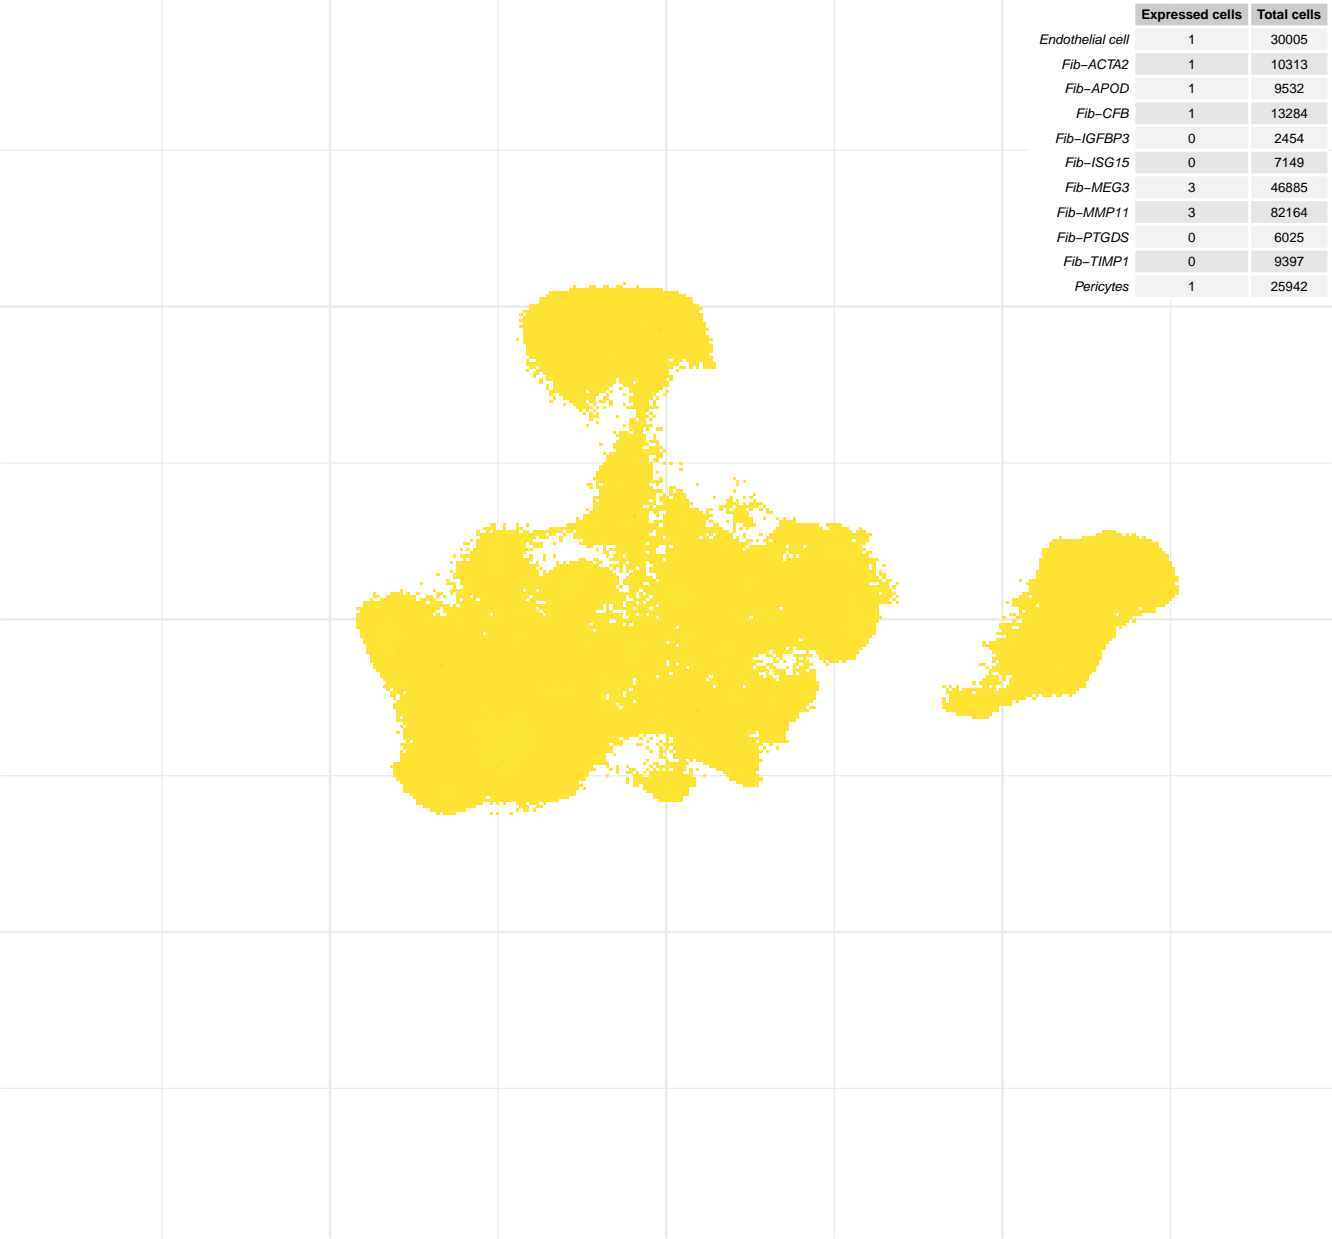 Expressed cells Total cells
Endothelial cell 1 30005
Fib−ACTA2 1 10313
Fib−APOD 1 9532
Fib−CFB 1 13284
Fib−IGFBP3 0 2454
Fib−ISG15 0 7149
Fib−MEG3 3 46885
Fib−MMP11 3 82164
Fib−PTGDS 0 6025
Fib−TIMP1 0 9397
Pericytes 1 25942